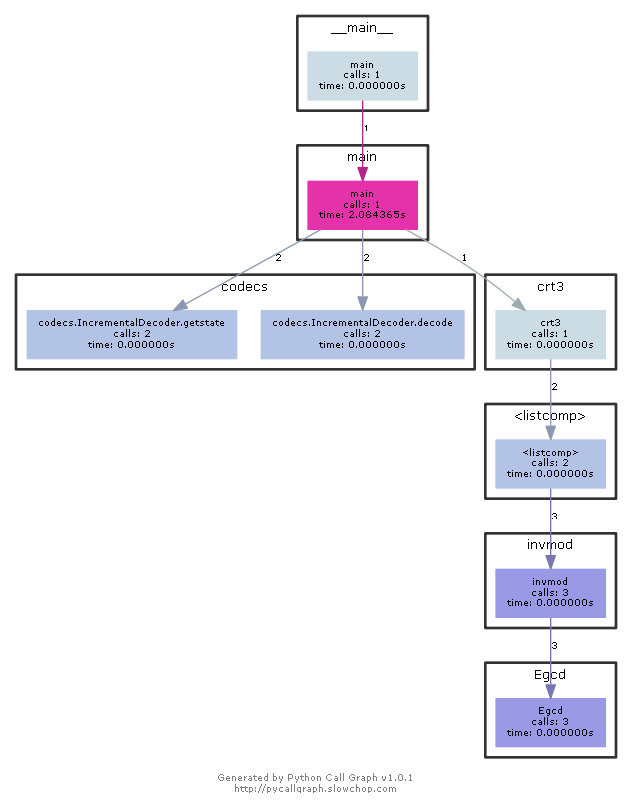 __main__
main
calls: 1
time: 0.000000s
1
main
main
calls: 1
time: 2.084365s
2
2
1
codecs
codecs.IncrementalDecoder.getstate
calls: 2
time: 0.000000s
codecs.IncrementalDecoder.decode
calls: 2
time: 0.000000s
crt3
crt3
calls: 1
time: 0.000000s
2
<listcomp>
<listcomp>
calls: 2
time: 0.000000s
3
invmod
invmod
calls: 3
time: 0.000000s
3
Egcd
Egcd
calls: 3
time: 0.000000s
Generated by Python Call Graph v1.0.1
http://pycallgraph.slowchop.com